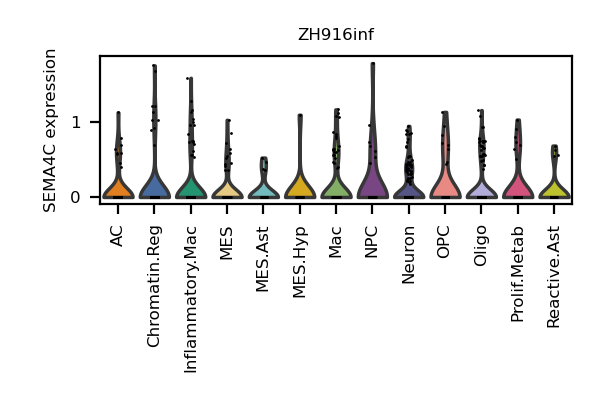 ZH916inf
SEMA4C expression
1
0
AC
Chromatin.Reg
Inflammatory.Mac
MES
MES.Ast
MES.Hyp
Mac
NPC
Neuron
OPC
Oligo
Prolif.Metab
Reactive.Ast